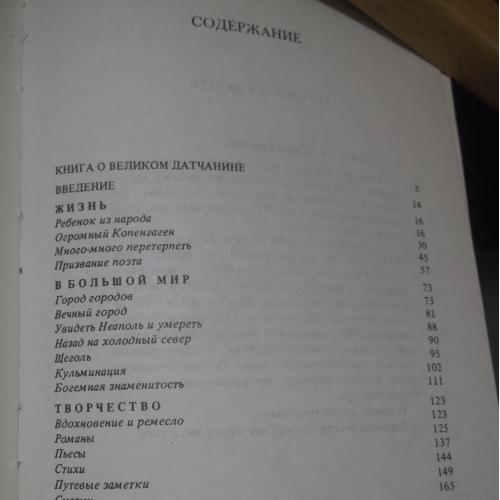 СОДЕРЖАНИЕ
КНИГА О ВЕЛИКОМ ДАТЧАНИНЕ 5
ВВЕДЕНИЕ 14
ЖИЗНЬ 16
Ребенок из народа 16
Огромный Копенгаген 30
Много-много перетерпеть 45
Призвание поэта 57
В БОЛЬШОЙ МИР 73
Город городов 73
Вечный город 81
Увидеть Неаполь и умереть 88
Назад на холодный север 90
Щеголь 95
Кульминация 102
Богемная знаменитость 111
ТВОРЧЕСТВО 123
Вдохновение и ремесло 123
Романы 125
Пьесы 137
Стихи 144
Путевые заметки 149
165